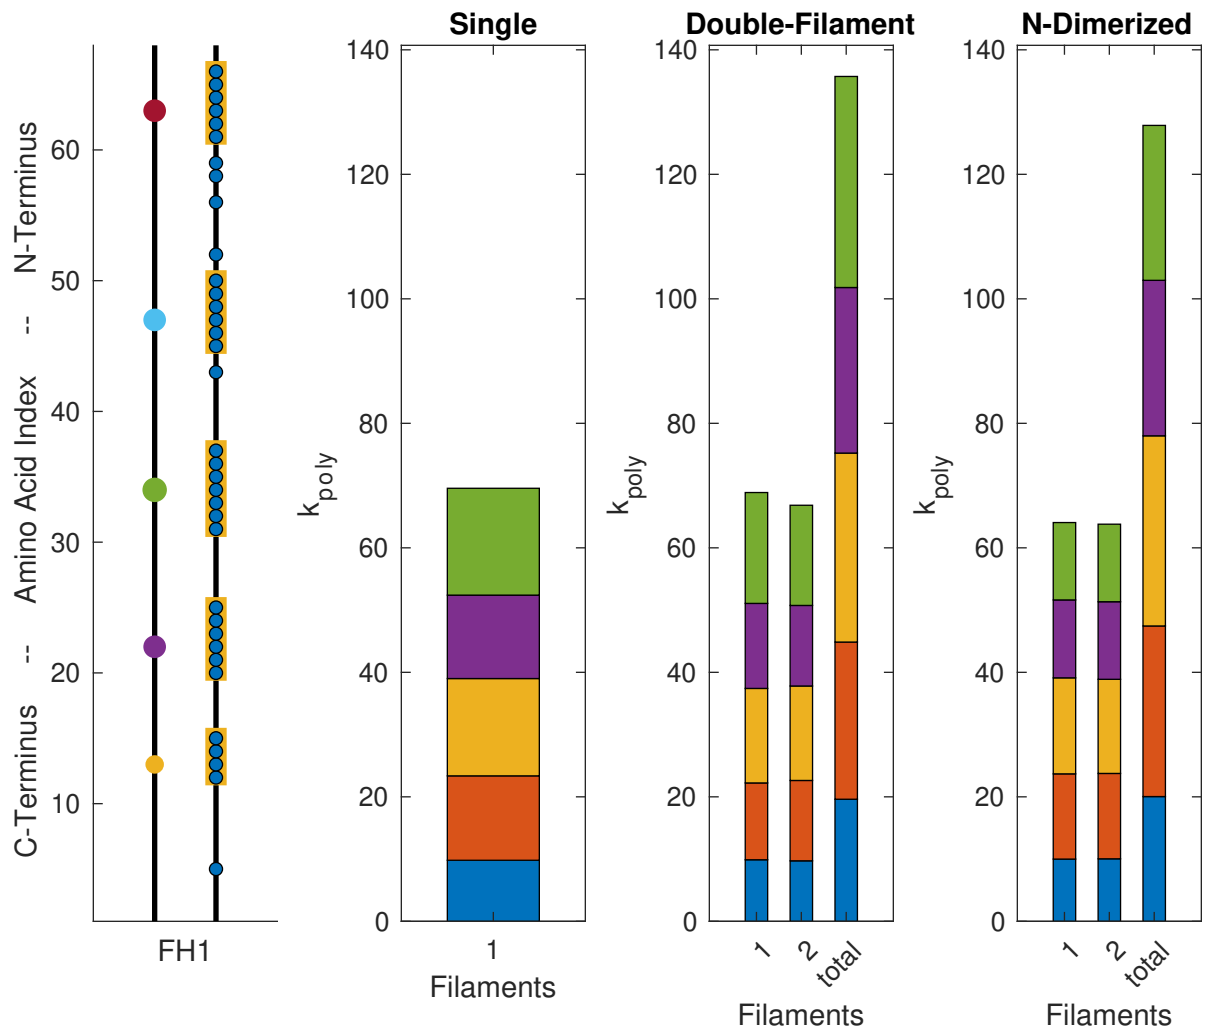 Single
Double-Filament
N-Dimerized
C-Terminus -- Amino Acid Index -- N-Terminus
60
50
40
30
20
10
FH1
k_poly
140
120
100
80
60
40
20
0
1
Filaments
k_poly
140
120
100
80
60
40
20
0
1
2
total
Filaments
k_poly
140
120
100
80
60
40
20
0
1
2
total
Filaments